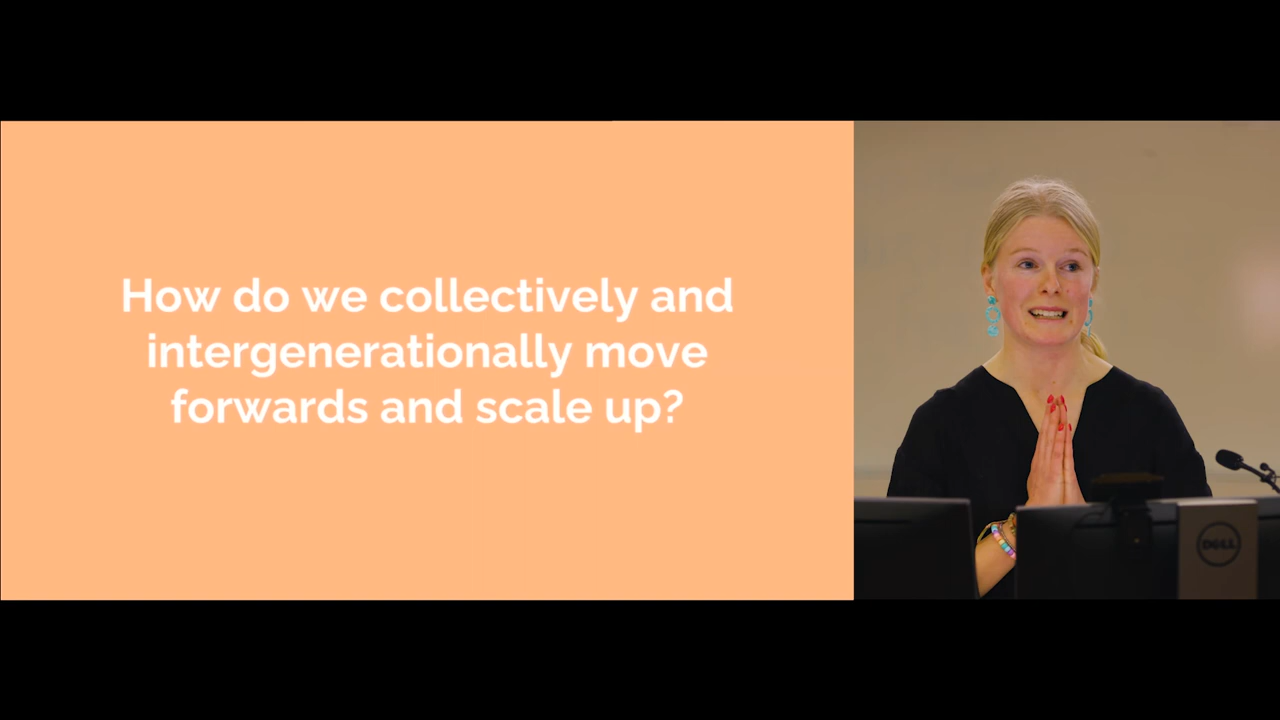 How do we collectively and
intergenerationally move
forwards and scale up?
DELL